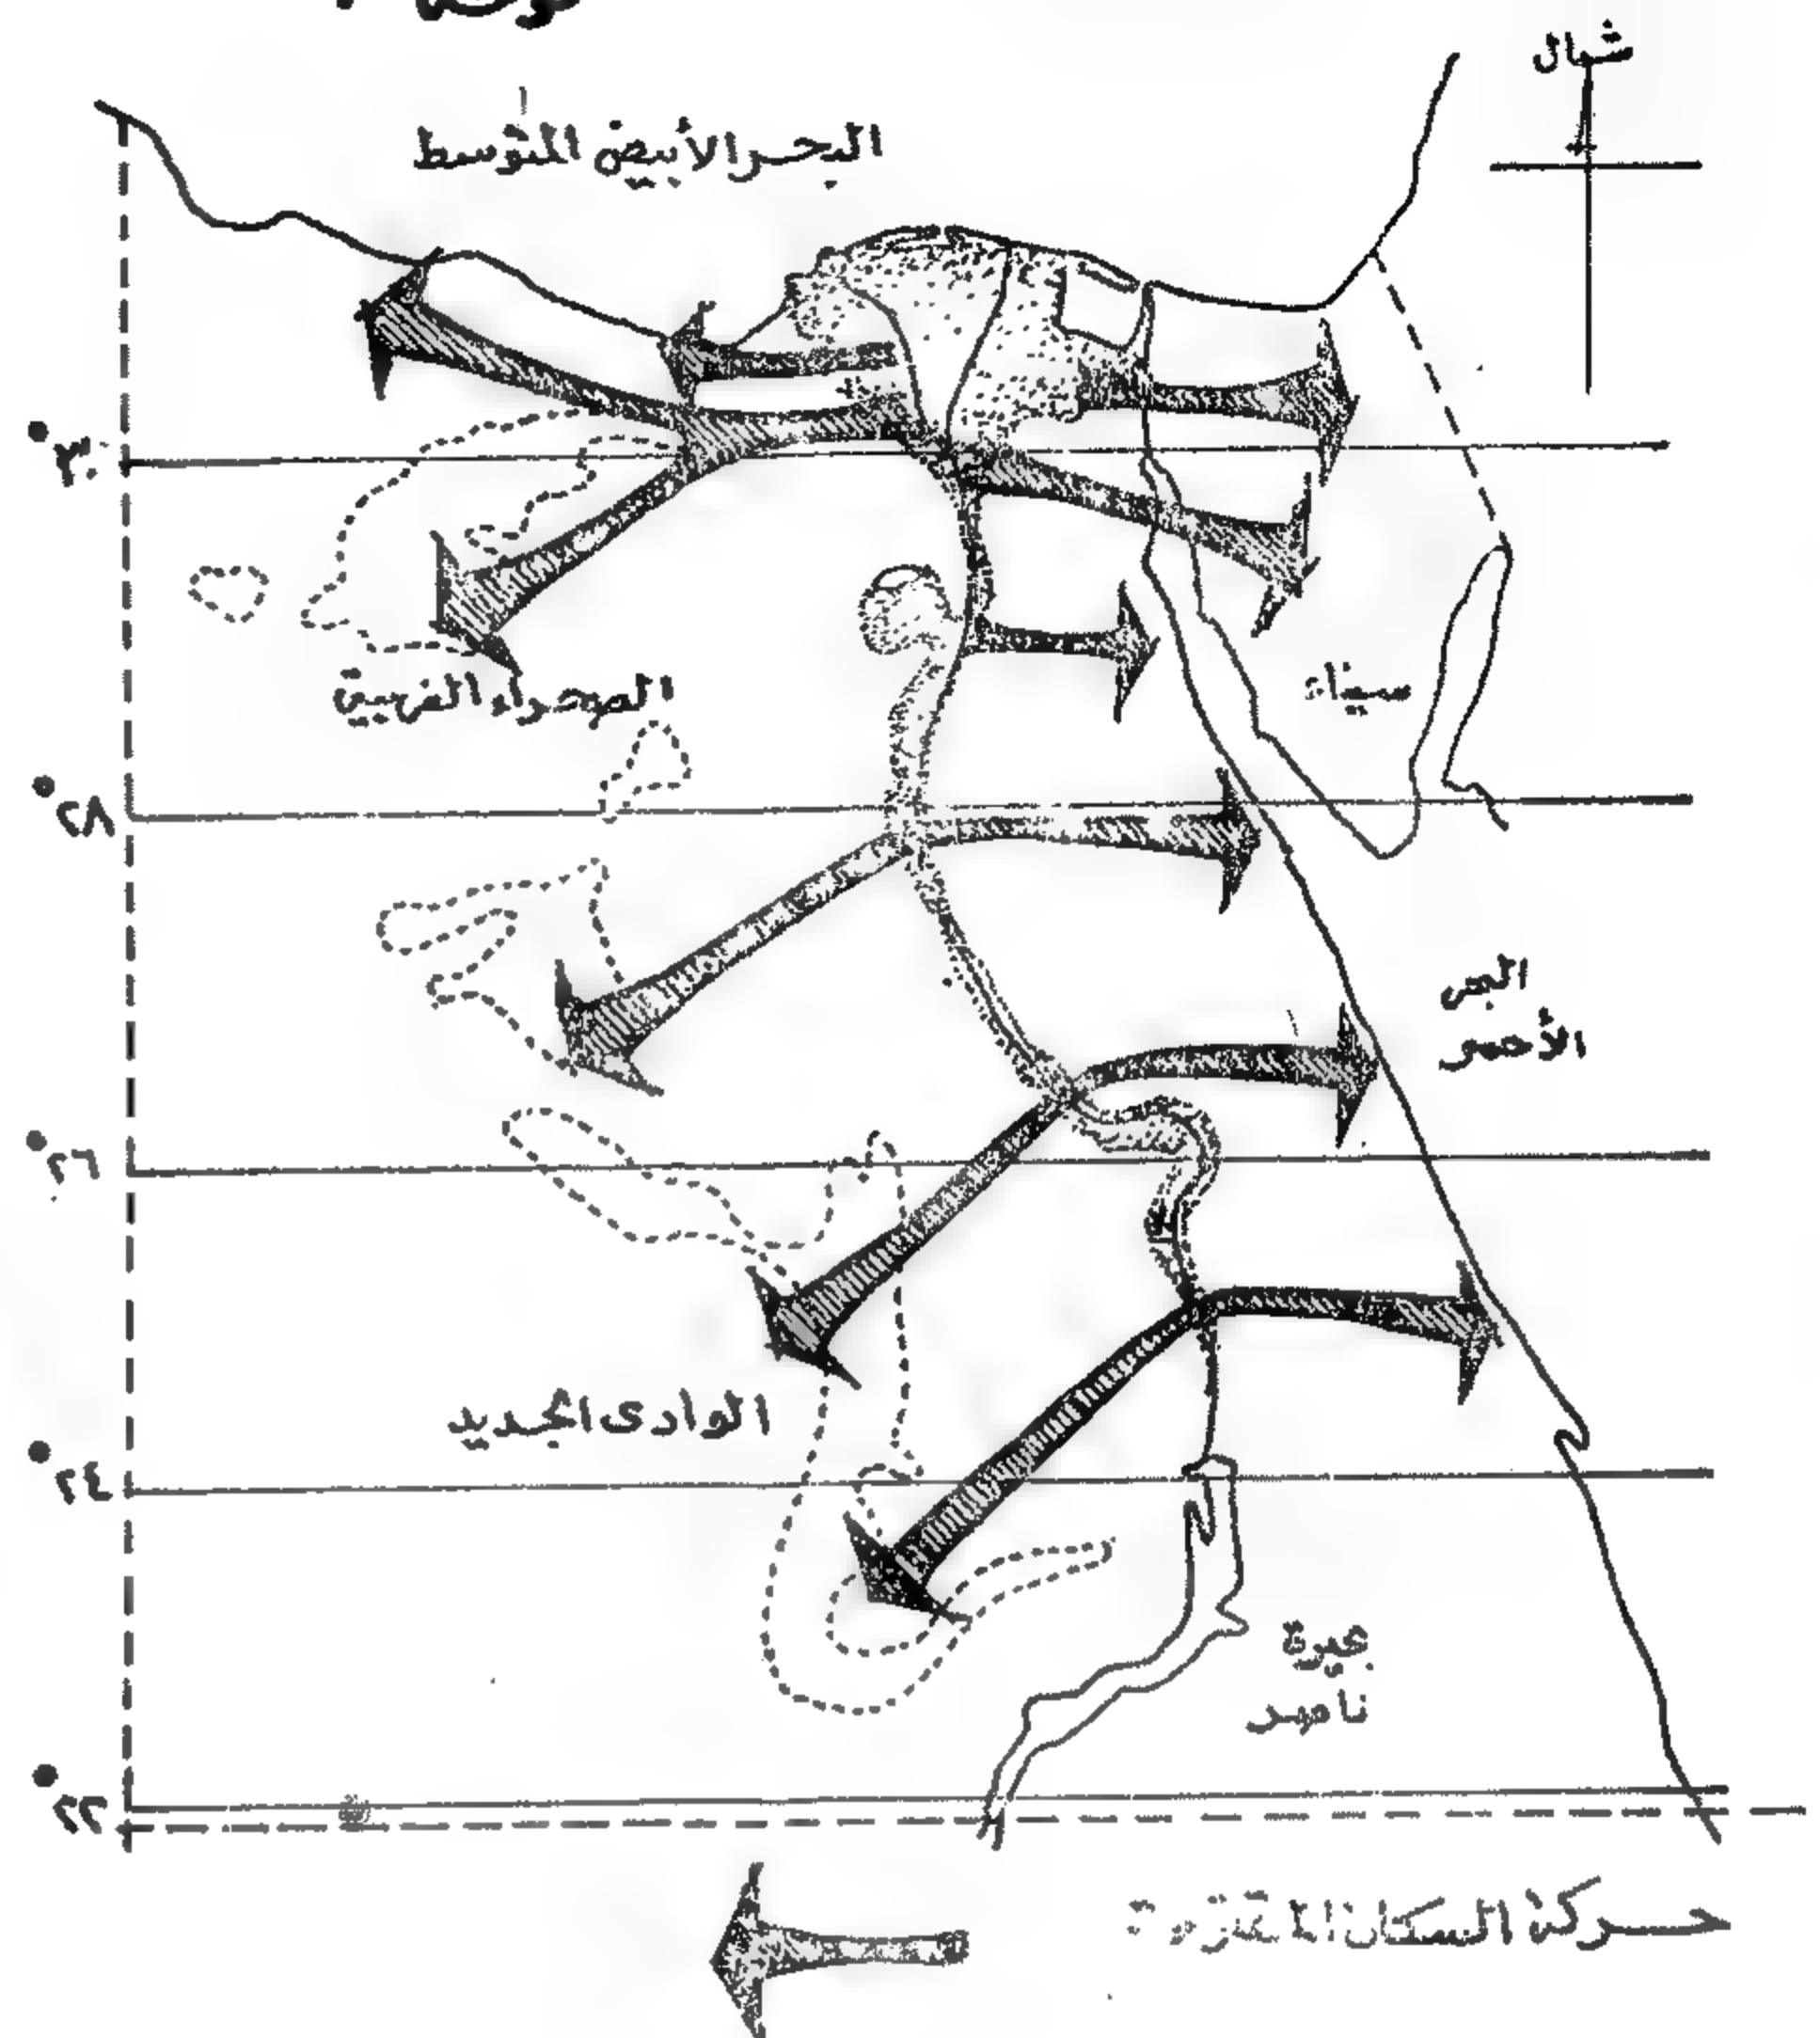 شمال
البحر الأبيض المتوسط
°٣٠
سيناء
الصحراء الغربية
°٢٨
البحر
الأحمر
°٢٦
الوادى الجديد
°٢٤
بحيرة
ناصر
°٢٢
حركة السكان المقترحة